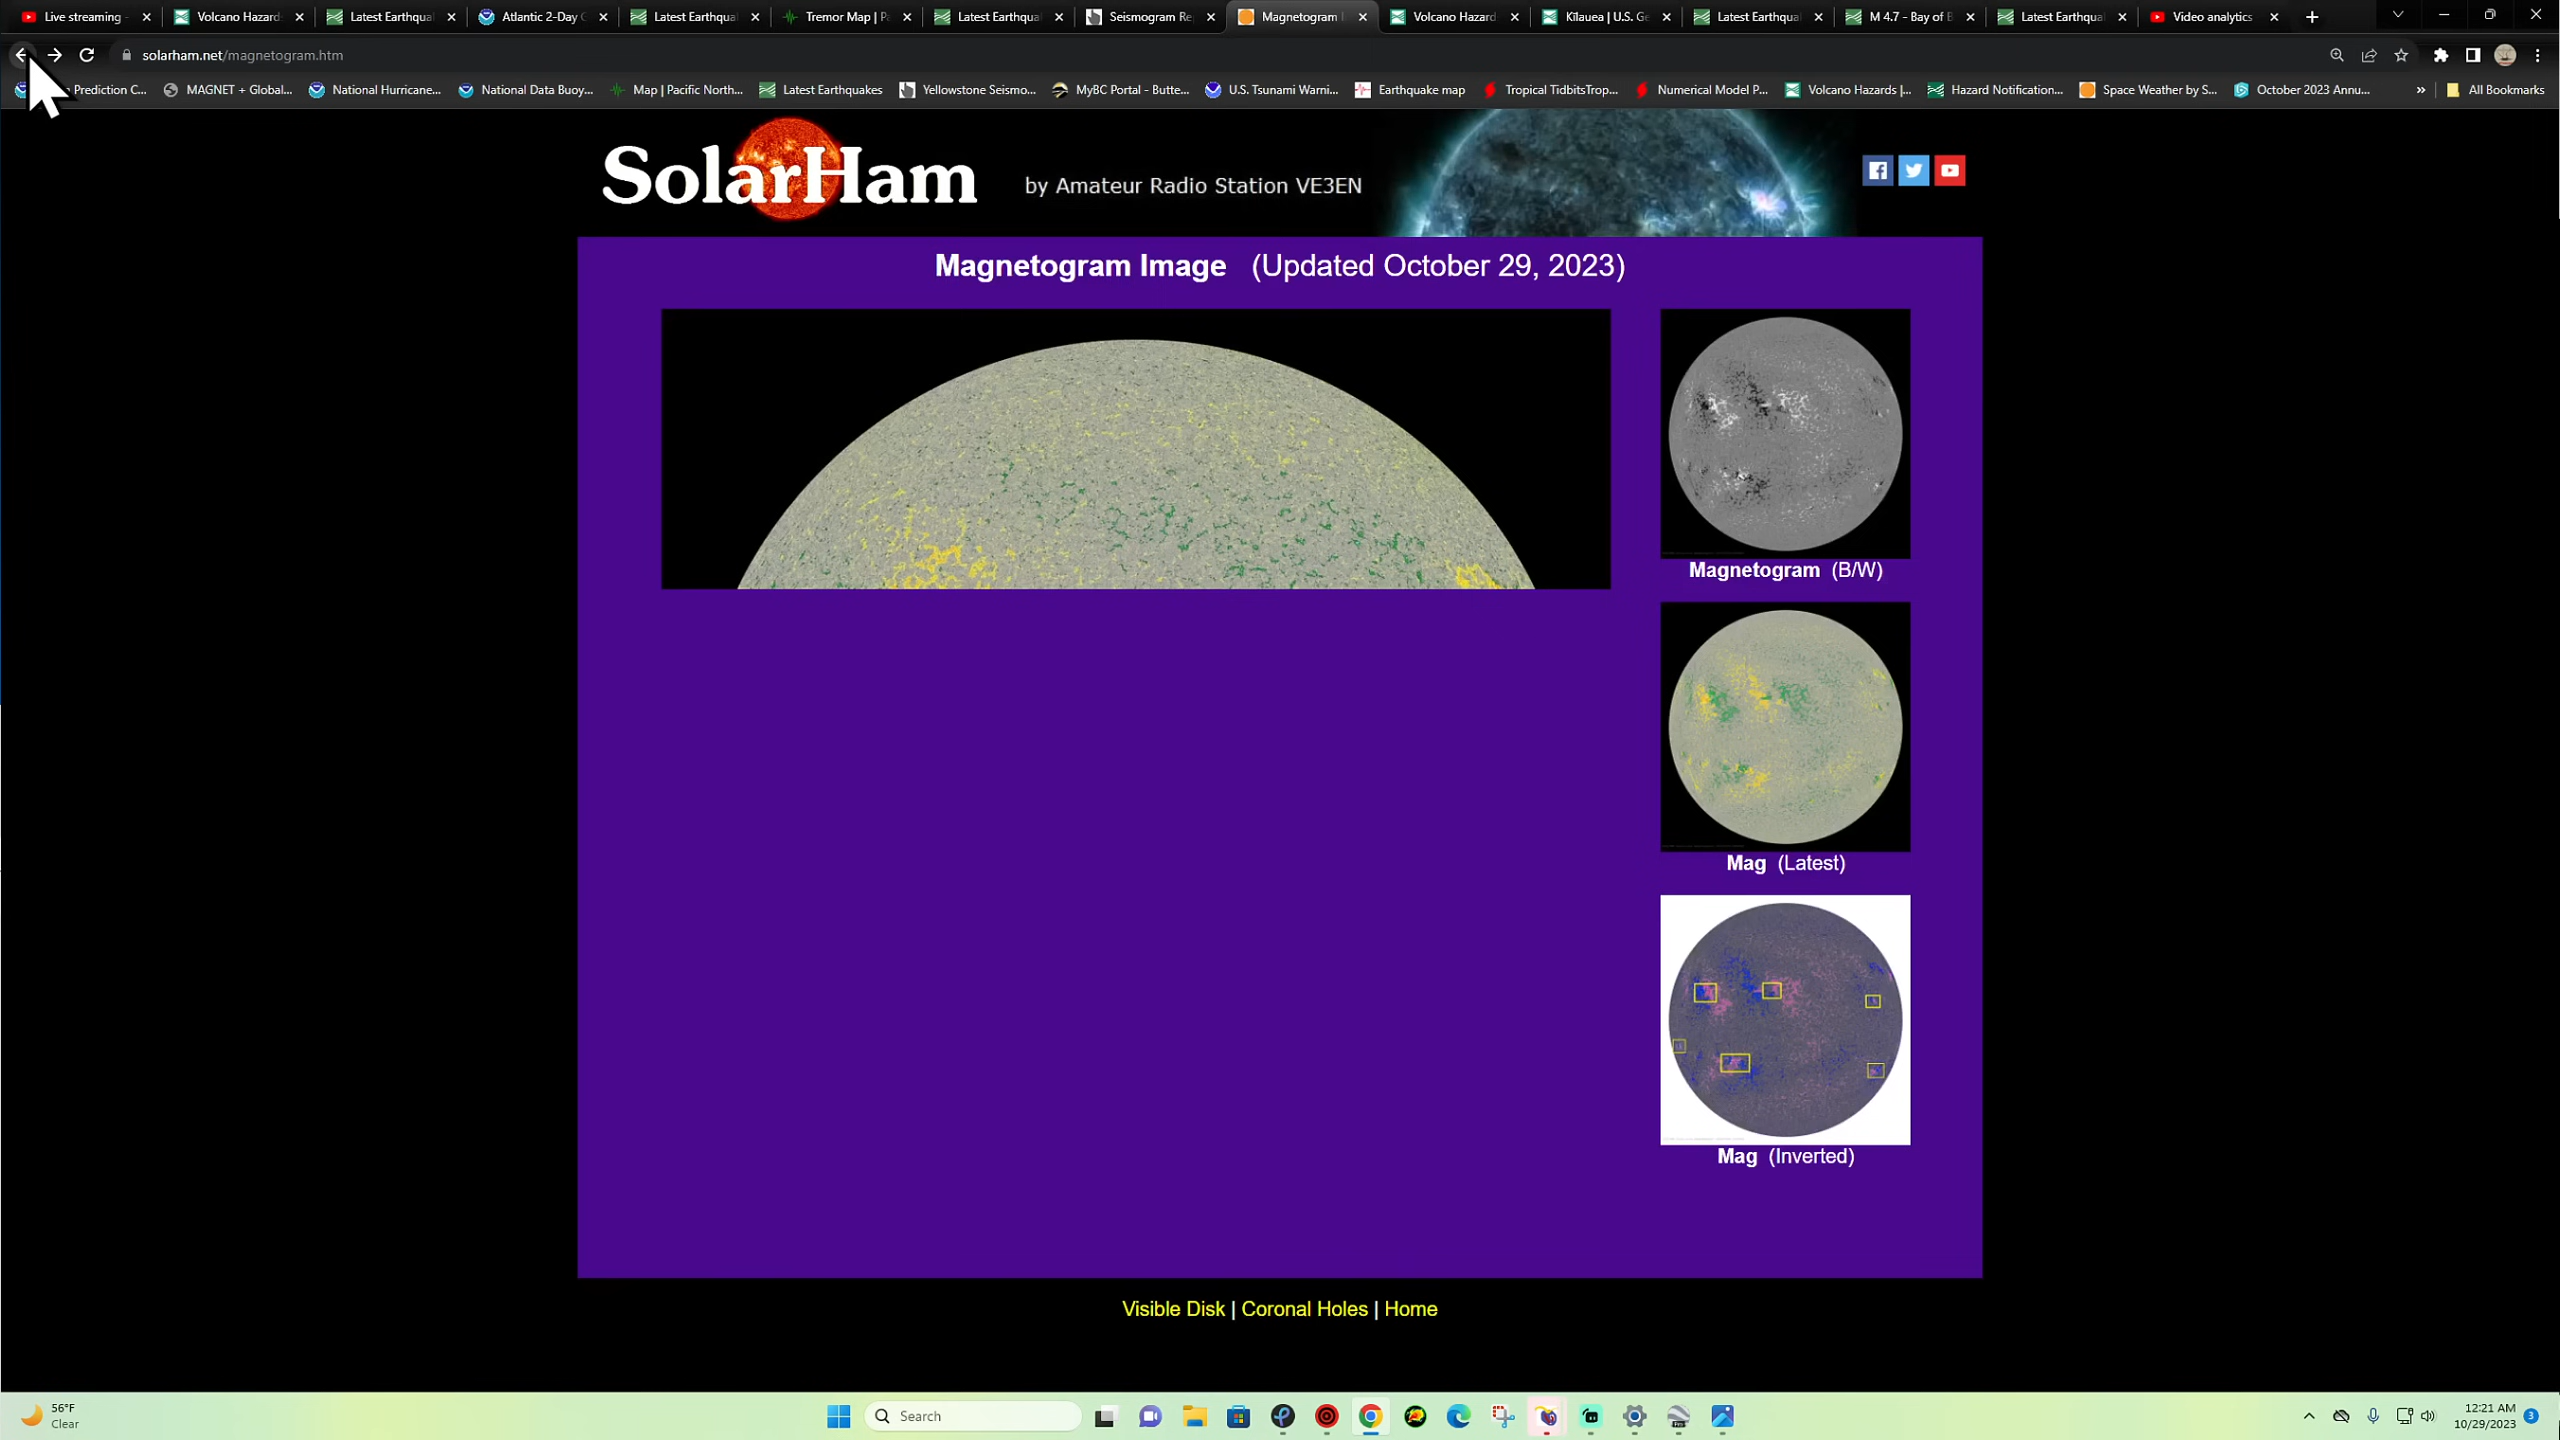 Live streaming -
Volcano Hazard
Latest Earthqua
Atlantic 2-Day G
Latest Earthqua
Tremor Map | Pa
Latest Earthqua
Seismogram Re
Magnetogram I
Volcano Hazard
Kīlauea | U.S. Ge
Latest Earthqua
M 4.7 - Bay of B
Latest Earthqua
Video analytics
solarham.net/magnetogram.htm
Prediction C...
MAGNET + Global...
National Hurricane...
National Data Buoy...
Map | Pacific North...
Latest Earthquakes
Yellowstone Seismo...
MyBC Portal - Butte...
U.S. Tsunami Warni...
Earthquake map
Tropical TidbitsTrop...
Numerical Model P...
Volcano Hazards |...
Hazard Notification...
Space Weather by S...
October 2023 Annu...
»
All Bookmarks
SolarHam
by Amateur Radio Station VE3EN
Magnetogram Image (Updated October 29, 2023)
Magnetogram (B/W)
Mag (Latest)
Mag (Inverted)
Visible Disk | Coronal Holes | Home
56°F
Clear
Search
12:21 AM
10/29/2023
3